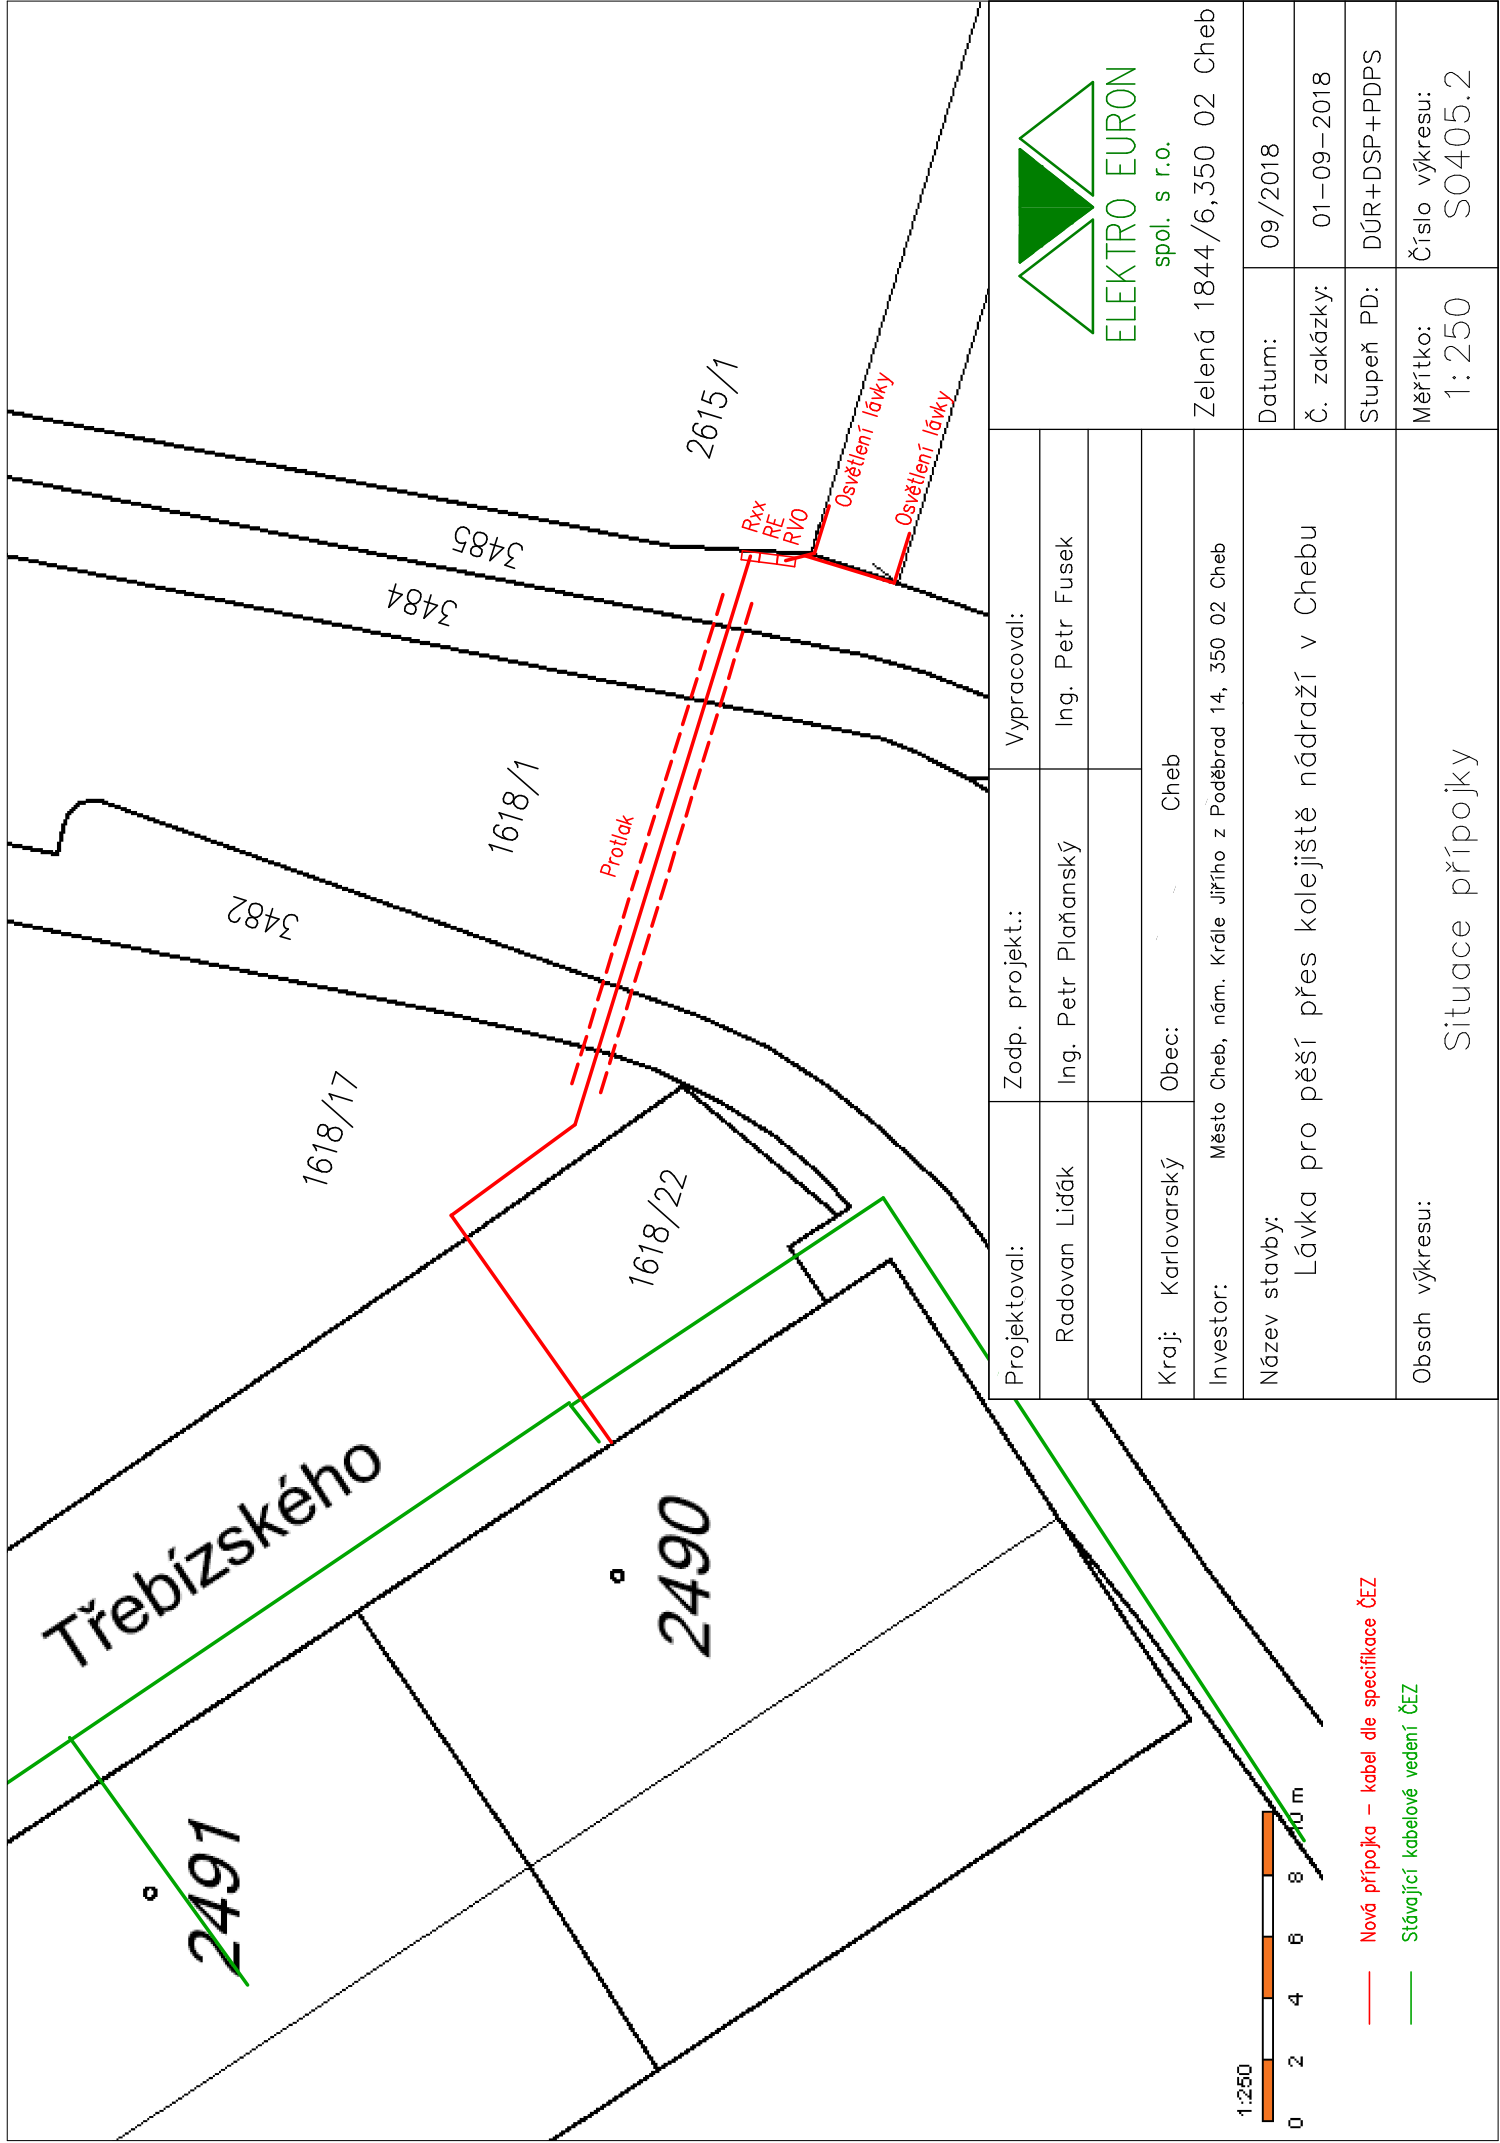 Třebízského
2491
2490
1618/17
1618/22
3482
1618/1
Protlak
3484
3485
2615/1
Rxx
RE
RVO
Osvětlení lávky
Osvětlení lávky
1:250
0 2 4 6 8 10 m
Nová přípojka – kabel dle specifikace ČEZ
Stávající kabelové vedení ČEZ
Projektoval:
Zodp. projekt.:
Vypracoval:
Radovan Lidák
Ing. Petr Plaňanský
Ing. Petr Fusek
Kraj: Karlovarský
Obec: Cheb
Investor: Město Cheb, nám. Krále Jiřího z Poděbrad 14, 350 02 Cheb
ELEKTRO EURON
spol. s r.o.
Zelená 1844/6,350 02 Cheb
Název stavby:
Lávka pro pěší přes kolejiště nádraží v Chebu
Datum: 09/2018
Č. zakázky: 01-09-2018
Stupeň PD: DÚR+DSP+PDPS
Obsah výkresu:
Situace přípojky
Měřítko:
1:250
Číslo výkresu:
SO405.2